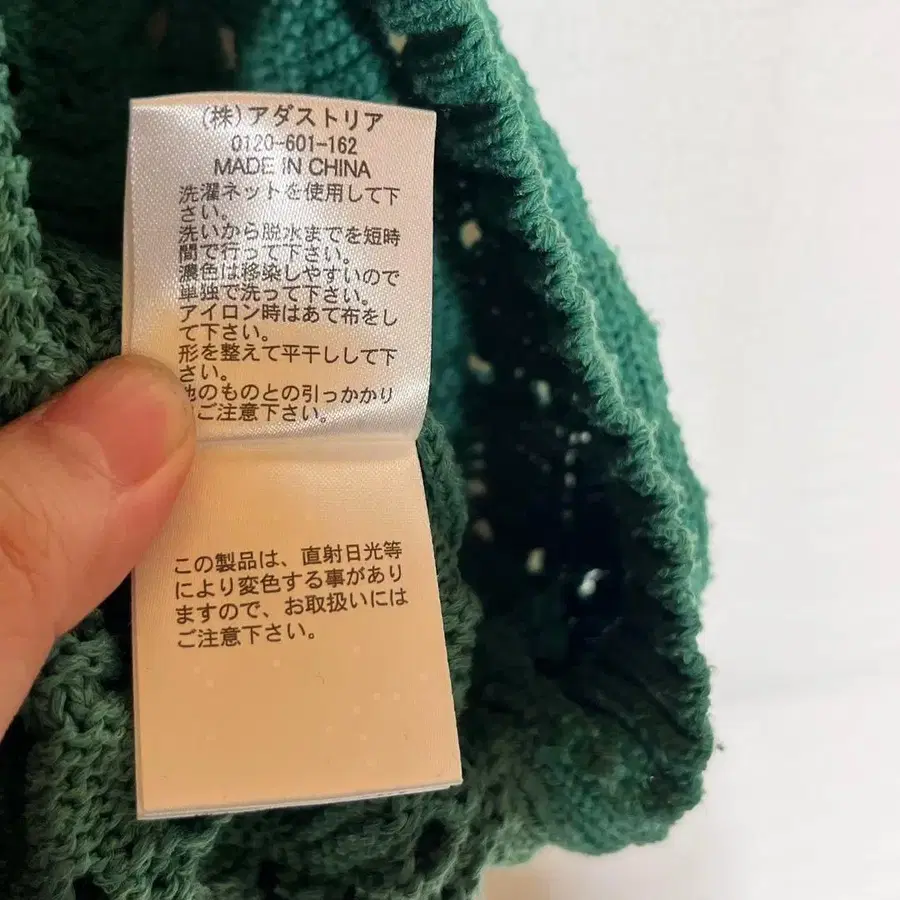 (株)アダストリア
0120-601-162
MADE IN CHINA
洗濯ネットを使用して下
さい。
洗いから脱水までを短時
間で行って下さい。
濃色は移染しやすいので
単独で洗って下さい。
アイロン時はあて布をし
て下さい。
形を整えて平干しして下
さい。
他のものとの引っかかり
ご注意下さい。
この製品は、直射日光等
により変色する事があり
ますので、お取扱いには
ご注意下さい。